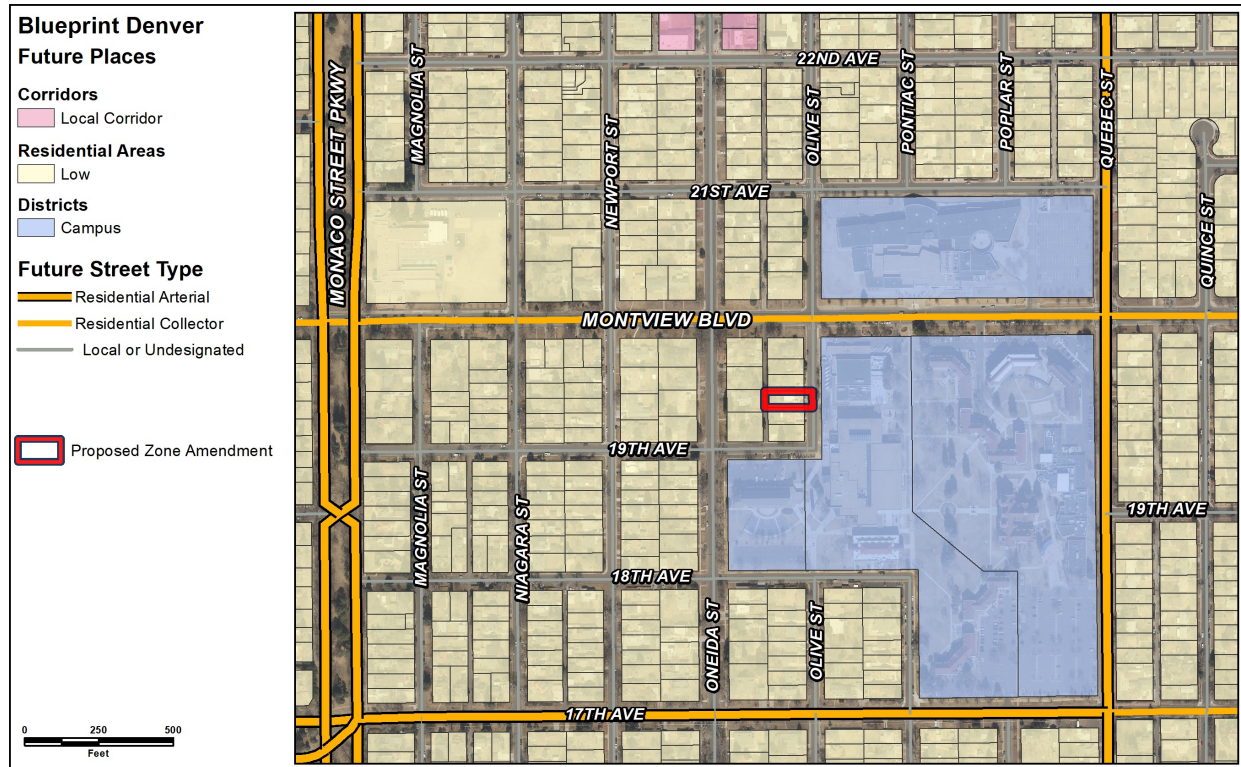 Blueprint Denver
Future Places
Corridors
Local Corridor
Residential Areas
Low
Districts
Campus
Future Street Type
Residential Arterial
Residential Collector
Local or Undesignated
Proposed Zone Amendment
0 250 500
Feet
22ND AVE
MONACO STREET PKWY
MAGNOLIA ST
NEWPORT ST
OLIVE ST
PONTIAC ST
POPLAR ST
QUEBEC ST
21ST AVE
QUINCE ST
MONTVIEW BLVD
19TH AVE
MAGNOLIA ST
NIAGARA ST
19TH AVE
18TH AVE
ONEIDA ST
OLIVE ST
17TH AVE